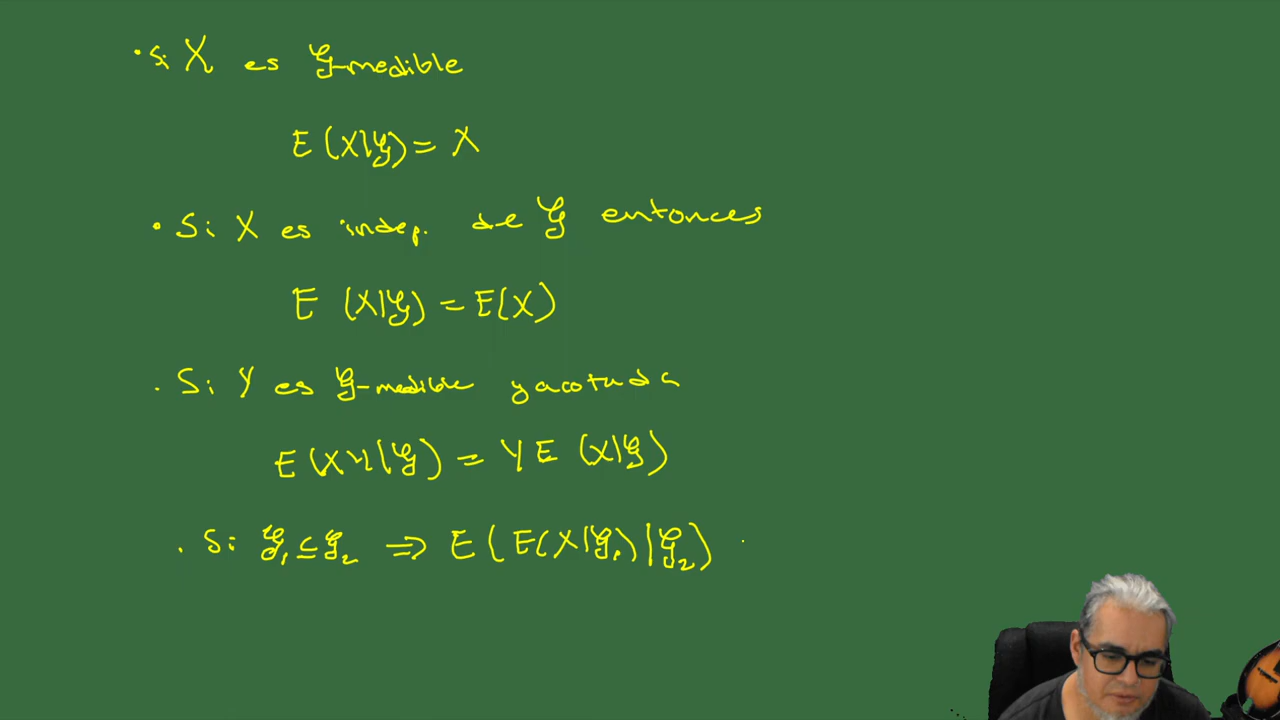 · Si X es 𝒢-medible
E (X|𝒢) = X
· Si X es indep. de 𝒢 entonces
E (X|𝒢) = E(X)
· Si Y es 𝒢-medible y acotada
E (XY|𝒢) = Y E (X|𝒢)
· Si 𝒢₁ ⊆ 𝒢₂ ⇒ E ( E(X|𝒢₁) | 𝒢₂)